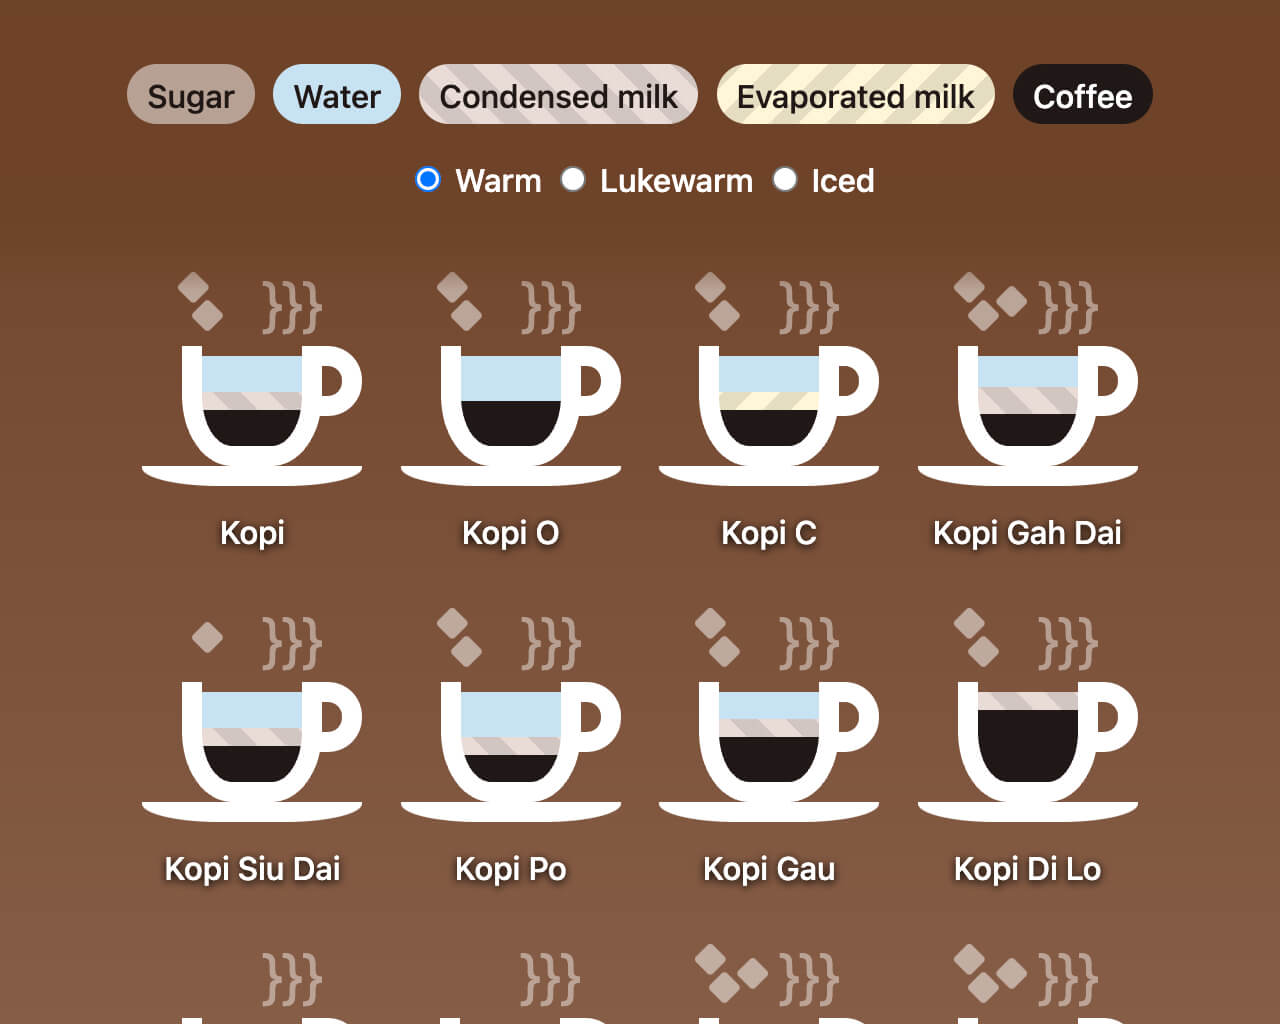 Sugar Water Condensed milk Evaporated milk Coffee
Warm Lukewarm Iced
Kopi Kopi O Kopi C Kopi Gah Dai
Kopi Siu Dai Kopi Po Kopi Gau Kopi Di Lo